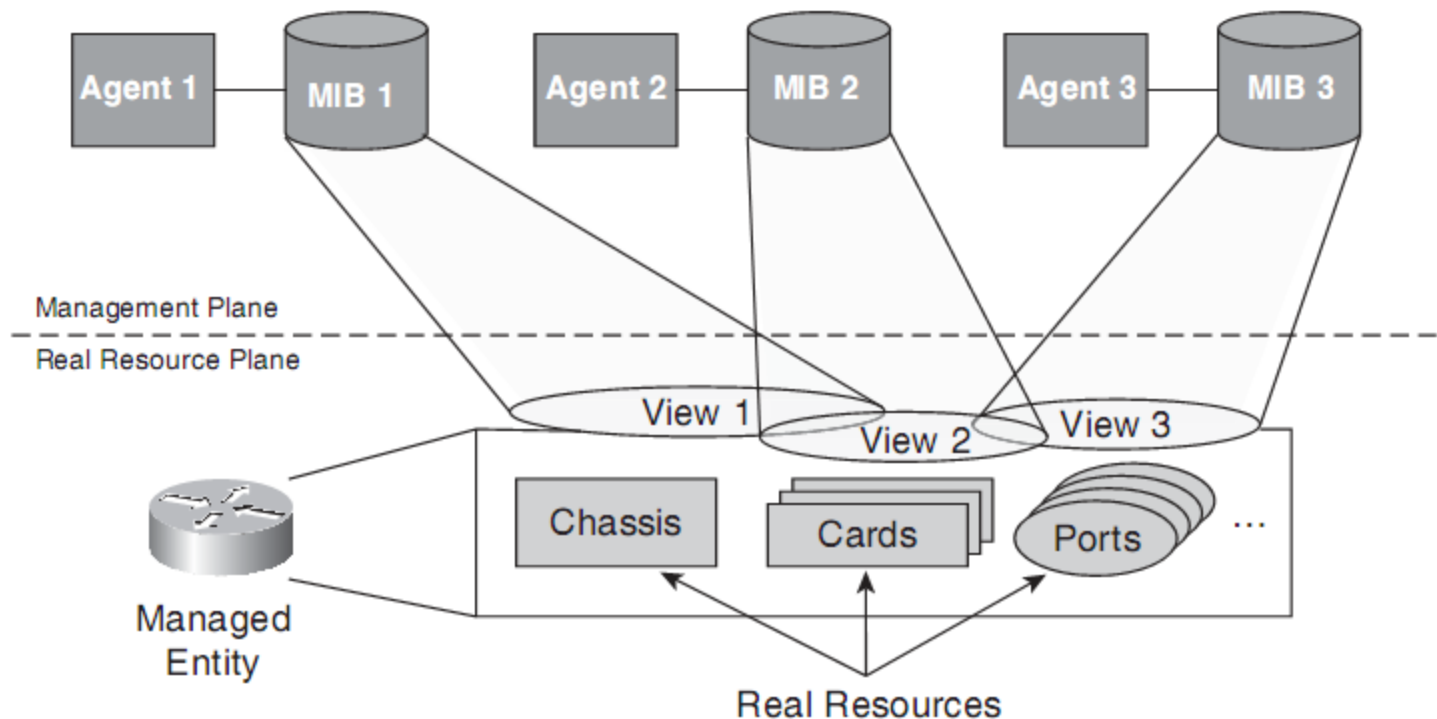 Agent 1
MIB 1
Agent 2
MIB 2
Agent 3
MIB 3
Management Plane
Real Resource Plane
View 1
View 2
View 3
Chassis
Cards
Ports
...
Managed
Entity
Real Resources